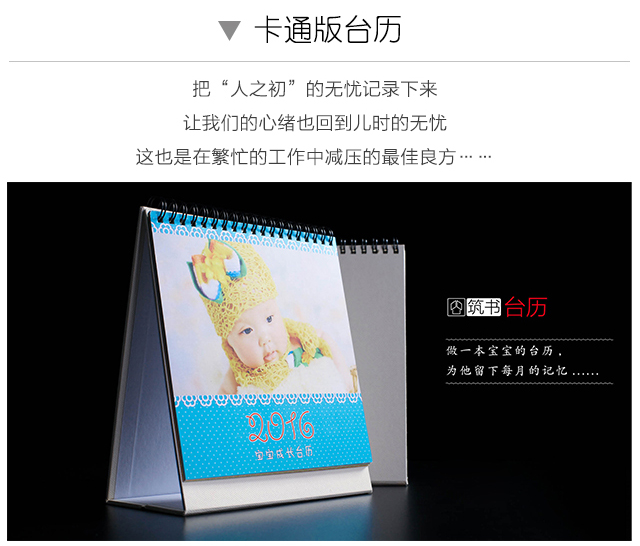 ▼ 卡通版台历
把“人之初”的无忧记录下来
让我们的心绪也回到儿时的无忧
这也是在繁忙的工作中减压的最佳良方……
2016
宝宝成长台历
筑书台历
做一本宝宝的台历，
为他留下每月的记忆......